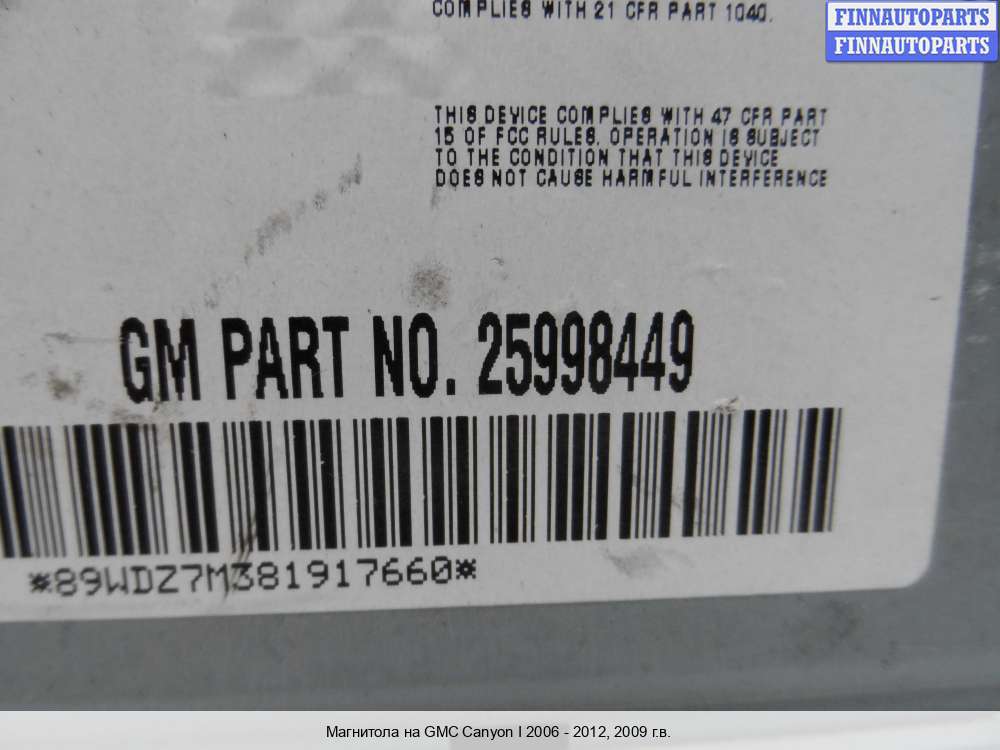 COMPLIES WITH 21 CFR PART 1040.
FINNAUTOPARTS
FINNAUTOPARTS
THIS DEVICE COMPLIES WITH 47 CFR PART
15 OF FCC RULES. OPERATION IS SUBJECT
TO THE CONDITION THAT THIS DEVICE
DOES NOT CAUSE HARMFUL INTERFERENCE
GM PART NO. 25998449
*89WDZ7M381917660*
Магнитола на GMC Canyon I 2006 - 2012, 2009 г.в.